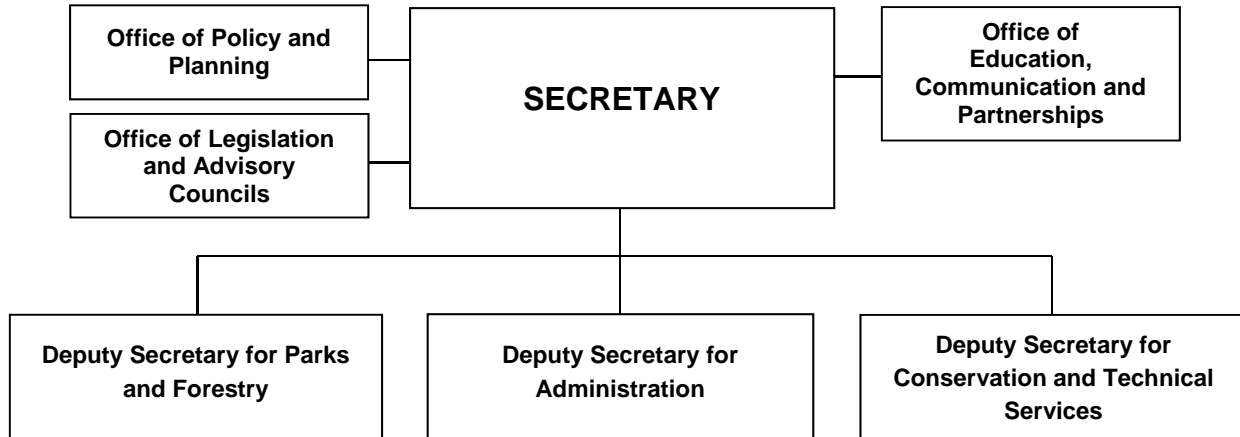 Office of Policy and
Planning
SECRETARY
Office of
Education,
Communication and
Partnerships
Office of Legislation
and Advisory
Councils
Deputy Secretary for Parks
and Forestry
Deputy Secretary for
Administration
Deputy Secretary for
Conservation and Technical
Services